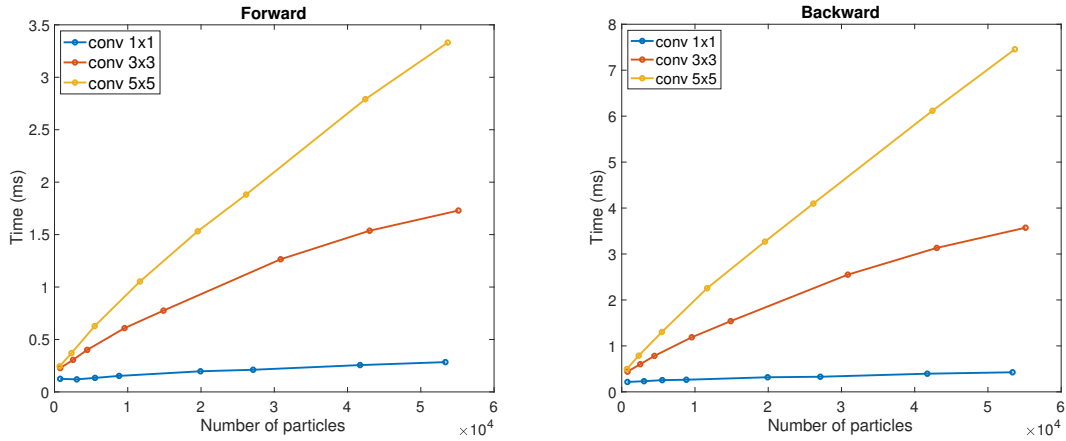 Forward
3.5
3
2.5
2
1.5
1
0.5
0
Time (ms)
conv 1x1
conv 3x3
conv 5x5
0 1 2 3 4 5 6
Number of particles
×10^4
Backward
8
7
6
5
4
3
2
1
0
Time (ms)
conv 1x1
conv 3x3
conv 5x5
0 1 2 3 4 5 6
Number of particles
×10^4